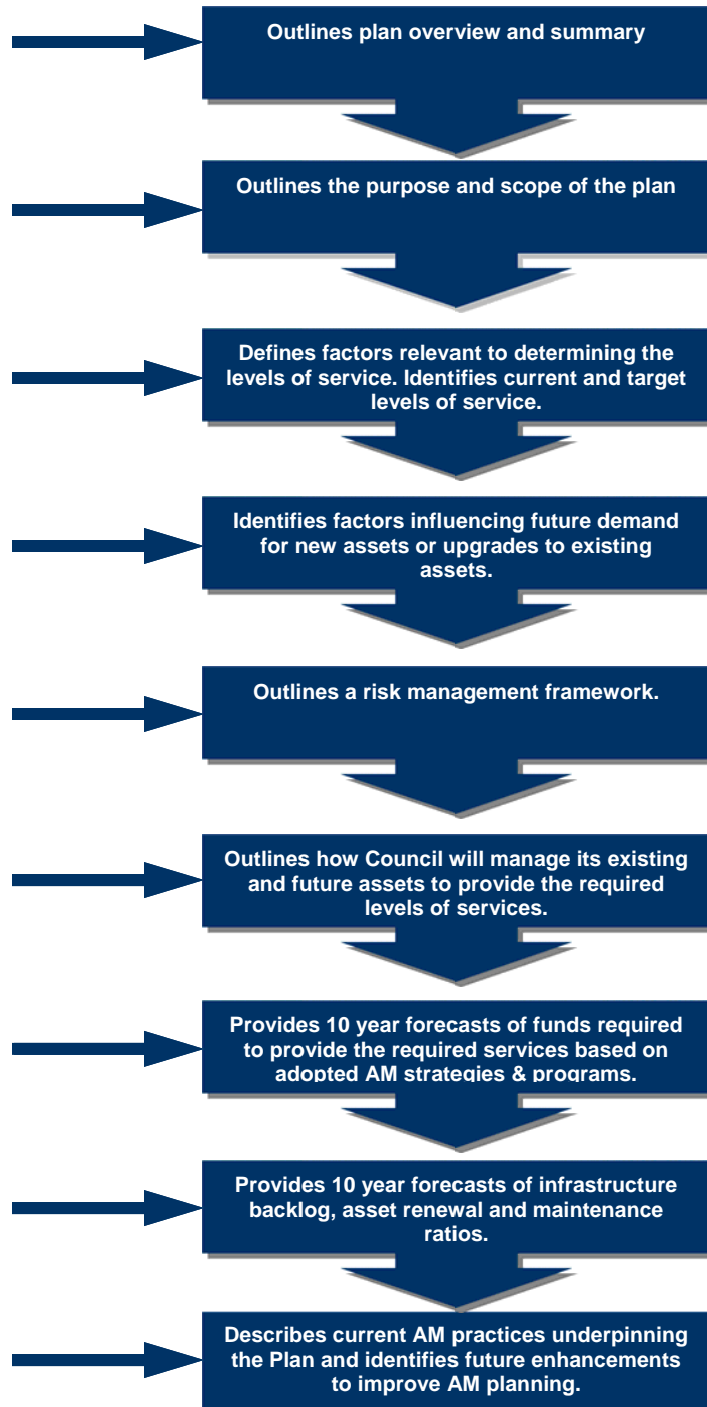 Outlines plan overview and summary
Outlines the purpose and scope of the plan
Defines factors relevant to determining the
levels of service. Identifies current and target
levels of service.
Identifies factors influencing future demand
for new assets or upgrades to existing
assets.
Outlines a risk management framework.
Outlines how Council will manage its existing
and future assets to provide the required
levels of services.
Provides 10 year forecasts of funds required
to provide the required services based on
adopted AM strategies & programs.
Provides 10 year forecasts of infrastructure
backlog, asset renewal and maintenance
ratios.
Describes current AM practices underpinning
the Plan and identifies future enhancements
to improve AM planning.